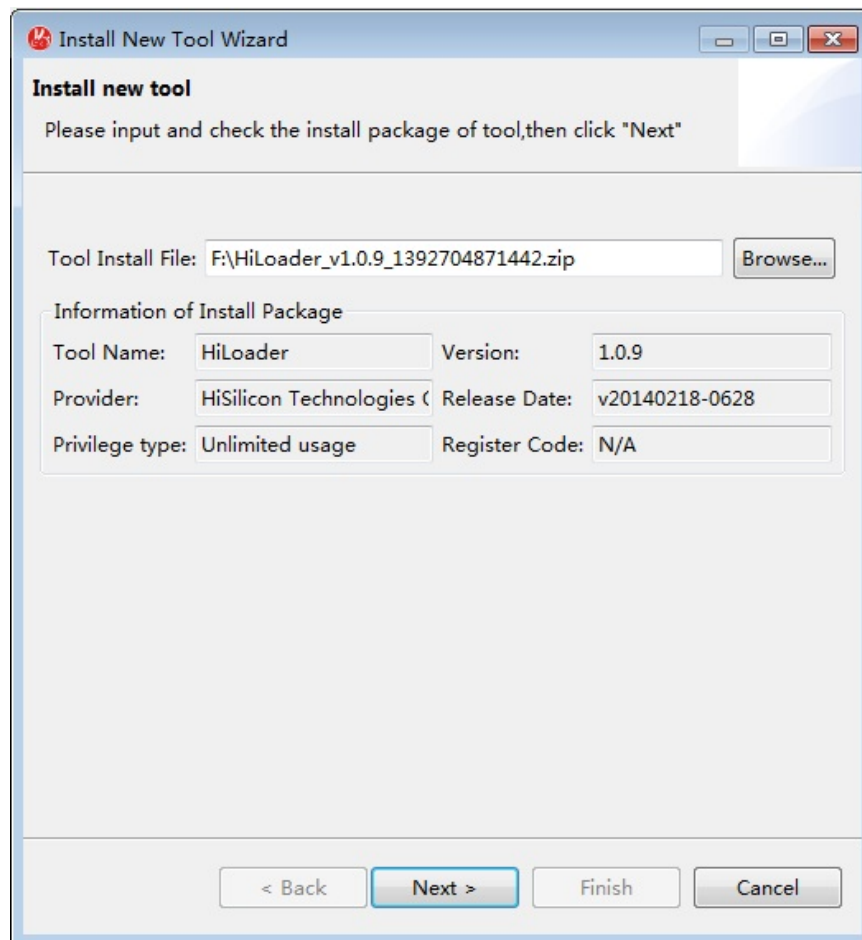 Install New Tool Wizard
Install new tool
Please input and check the install package of tool,then click "Next"
Tool Install File: F:\HiLoader_v1.0.9_1392704871442.zip Browse...
Information of Install Package
Tool Name: HiLoader Version: 1.0.9
Provider: HiSilicon Technologies Release Date: v20140218-0628
Privilege type: Unlimited usage Register Code: N/A
< Back Next > Finish Cancel